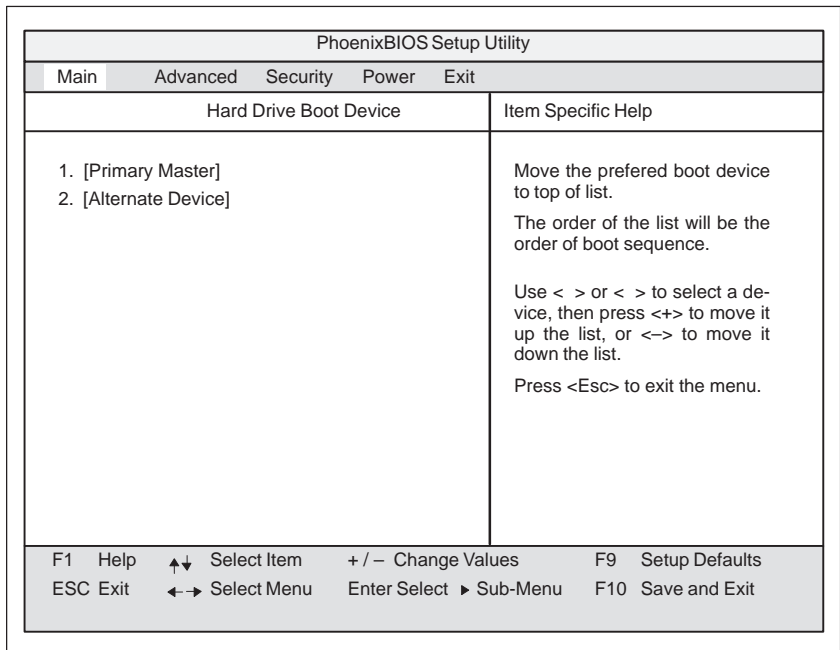 PhoenixBIOS Setup Utility
Main Advanced Security Power Exit
Hard Drive Boot Device
Item Specific Help
1. [Primary Master]
2. [Alternate Device]
Move the prefered boot device
to top of list.
The order of the list will be the
order of boot sequence.
Use < > or < > to select a de-
vice, then press <+> to move it
up the list, or <–> to move it
down the list.
Press <Esc> to exit the menu.
F1 Help Select Item + / – Change Values F9 Setup Defaults
ESC Exit Select Menu Enter Select Sub-Menu F10 Save and Exit